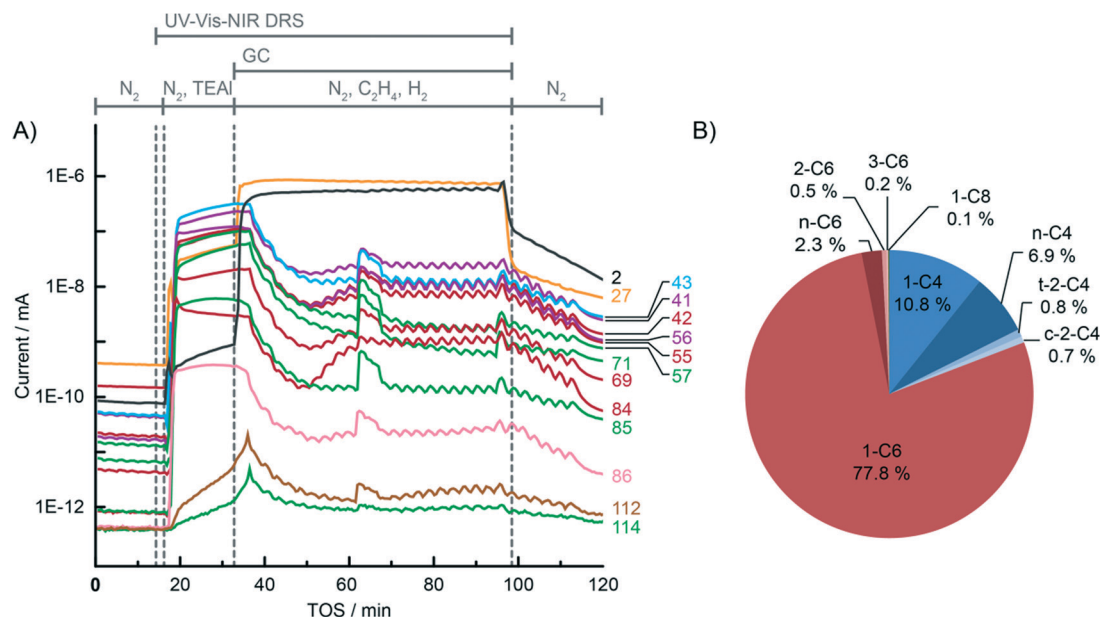 UV-Vis-NIR DRS
GC
N2 N2, TEAl N2, C2H4, H2 N2
A)
Current / mA
1E-6
1E-8
1E-10
1E-12
0 20 40 60 80 100 120
TOS / min
2
27
43
41
42
56
55
57
71
69
84
85
86
112
114
B)
3-C6
0.2 %
2-C6
0.5 %
1-C8
0.1 %
n-C6
2.3 %
n-C4
6.9 %
1-C4
10.8 %
t-2-C4
0.8 %
c-2-C4
0.7 %
1-C6
77.8 %